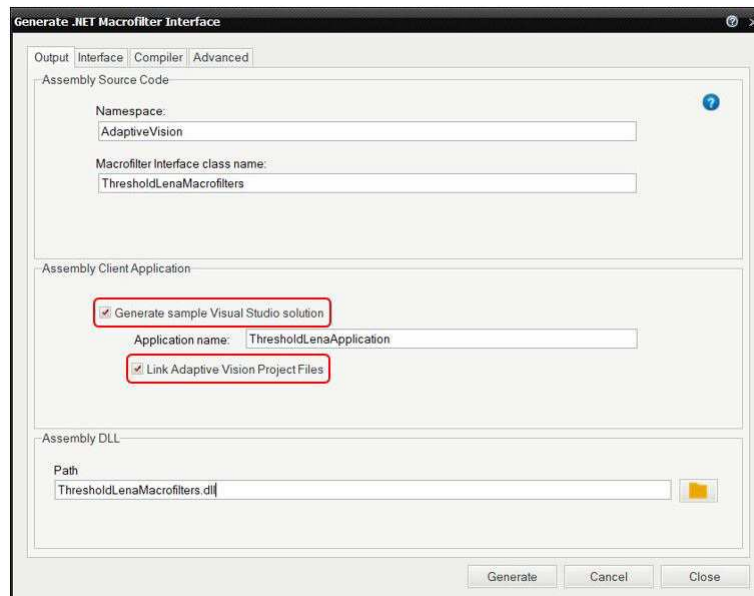 Generate .NET Macrofilter Interface
Output Interface Compiler Advanced
Assembly Source Code
Namespace:
AdaptiveVision
Macrofilter Interface class name:
ThresholdLenaMacrofilters
Assembly Client Application
Generate sample Visual Studio solution
Application name: ThresholdLenaApplication
Link Adaptive Vision Project Files
Assembly DLL
Path
ThresholdLenaMacrofilters.dll
Generate Cancel Close